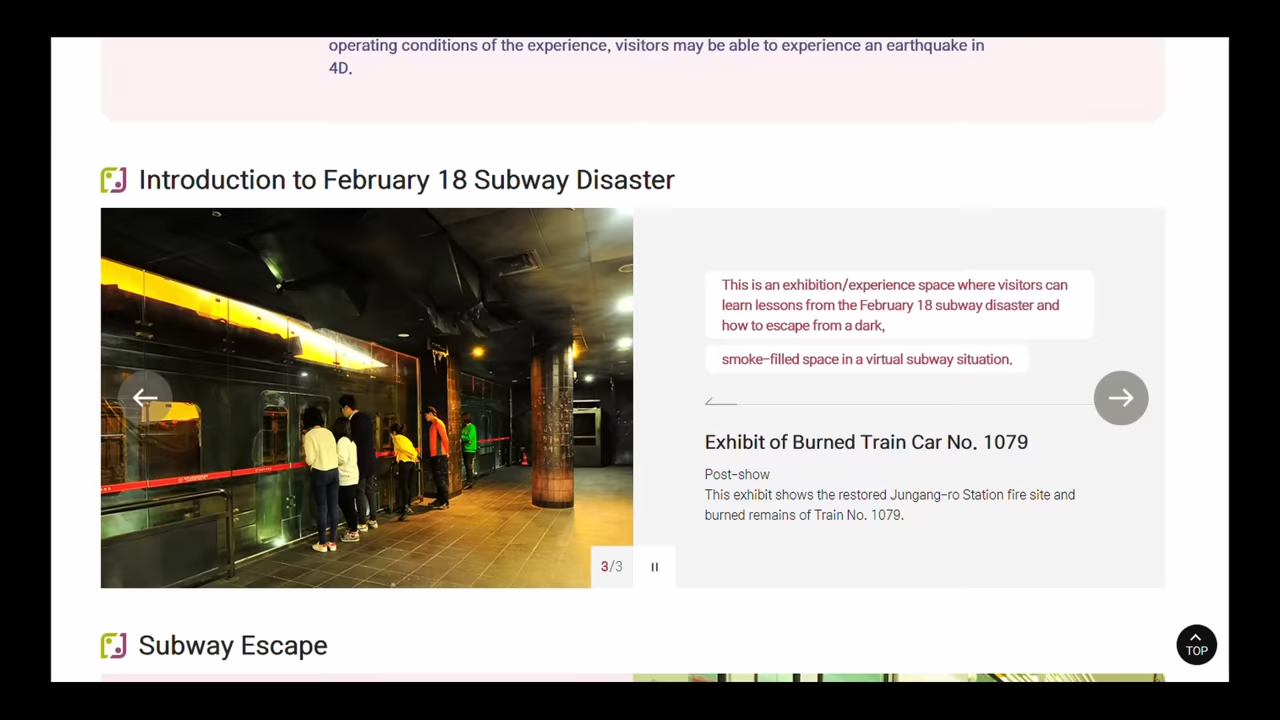 operating conditions of the experience, visitors may be able to experience an earthquake in
4D.
Introduction to February 18 Subway Disaster
This is an exhibition/experience space where visitors can
learn lessons from the February 18 subway disaster and
how to escape from a dark,
smoke-filled space in a virtual subway situation.
Exhibit of Burned Train Car No. 1079
Post-show
This exhibit shows the restored Jungang-ro Station fire site and
burned remains of Train No. 1079.
3/3
Subway Escape
TOP